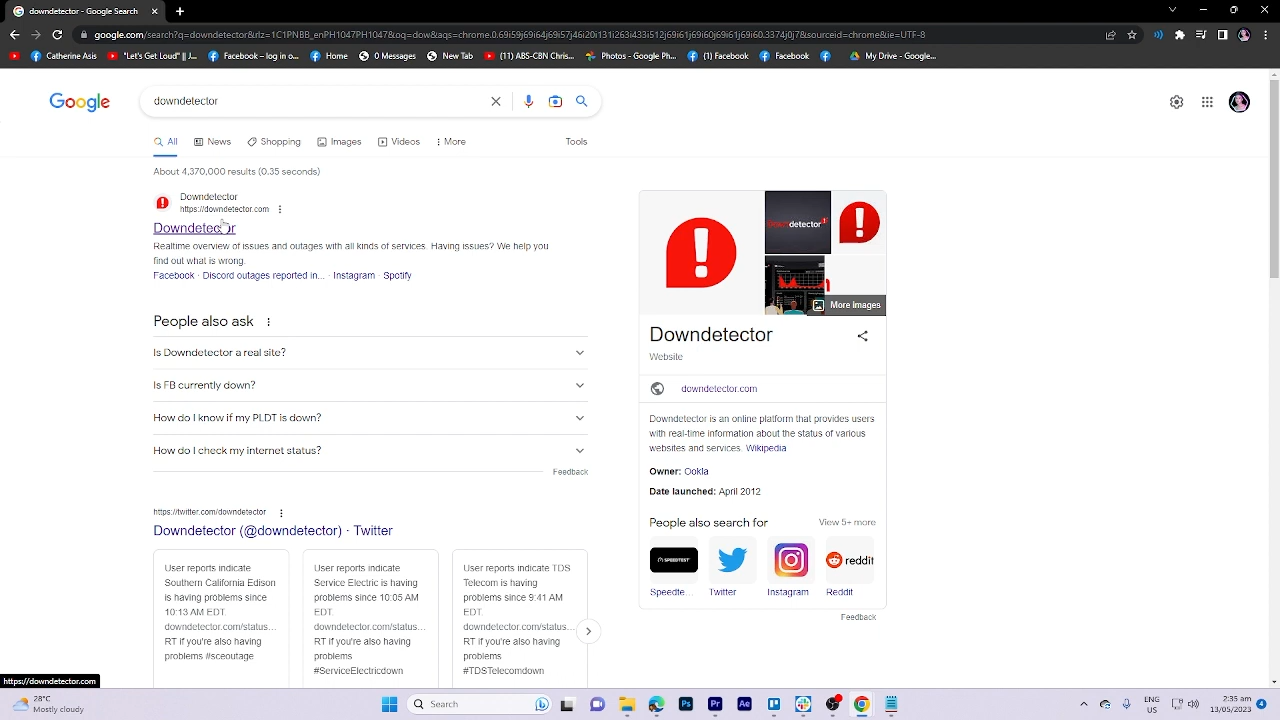 downdetector - Google Search
google.com/search?q=downdetector&rlz=1C1PNBB_enPH1047PH1047&oq=dow&aqs=chrome.0.69i59j69i64j69i57j46i20i131i263i433i512j69i61j69i60j69i61j69i60.3374j0j7&sourceid=chrome&ie=UTF-8
Catherine Asis
"Let's Get Loud" || J...
Facebook – log in o...
Home
0 Messages
New Tab
(11) ABS-CBN Chris...
Photos - Google Ph...
(1) Facebook
Facebook
My Drive - Google...
Google
downdetector
All
News
Shopping
Images
Videos
More
Tools
About 4,370,000 results (0.35 seconds)
Downdetector
https://downdetector.com
Downdetector
Realtime overview of issues and outages with all kinds of services. Having issues? We help you
find out what is wrong.
Facebook · Discord outages reported in... · Instagram · Spotify
People also ask
Is Downdetector a real site?
Is FB currently down?
How do I know if my PLDT is down?
How do I check my internet status?
Feedback
https://twitter.com/downdetector
Downdetector (@downdetector) · Twitter
User reports indicate
Southern California Edison
is having problems since
10:13 AM EDT.
downdetector.com/status...
RT if you're also having
problems #sceoutage
User reports indicate
Service Electric is having
problems since 10:05 AM
EDT.
downdetector.com/status...
RT if you're also having
problems
#ServiceElectricdown
User reports indicate TDS
Telecom is having
problems since 9:41 AM
EDT.
downdetector.com/status...
RT if you're also having
problems
#TDSTelecomdown
downdetector
More images
Downdetector
Website
downdetector.com
Downdetector is an online platform that provides users
with real-time information about the status of various
websites and services. Wikipedia
Owner: Ookla
Date launched: April 2012
People also search for
View 5+ more
SPEEDTEST
reddit
Speedte...
Twitter
Instagram
Reddit
Feedback
https://downdetector.com
28°C
Mostly cloudy
Search
Ps
Pr
Ae
ENG
US
2:35 am
13/05/2023
4